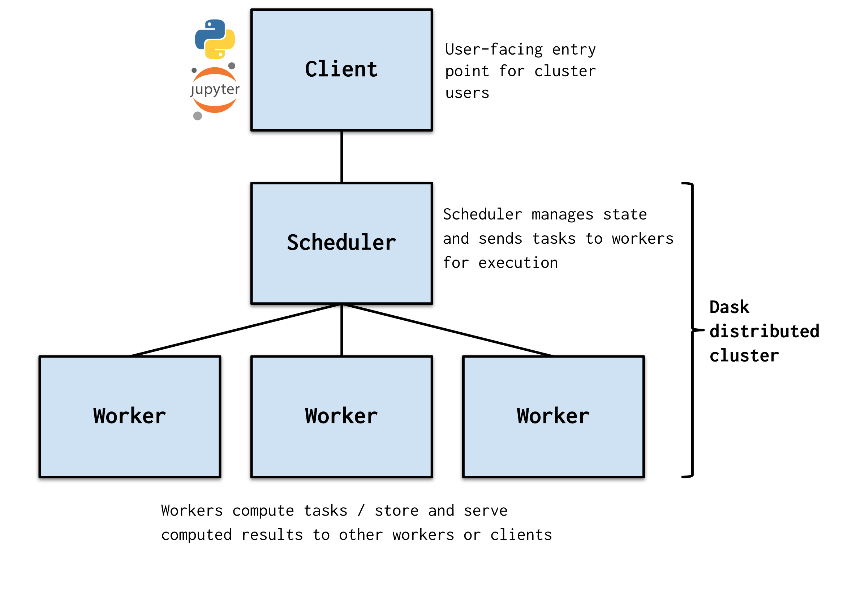 Client
User-facing entry
point for cluster
users
jupyter
Scheduler
Scheduler manages state
and sends tasks to workers
for execution
Dask
distributed
cluster
Worker
Worker
Worker
Workers compute tasks / store and serve
computed results to other workers or clients